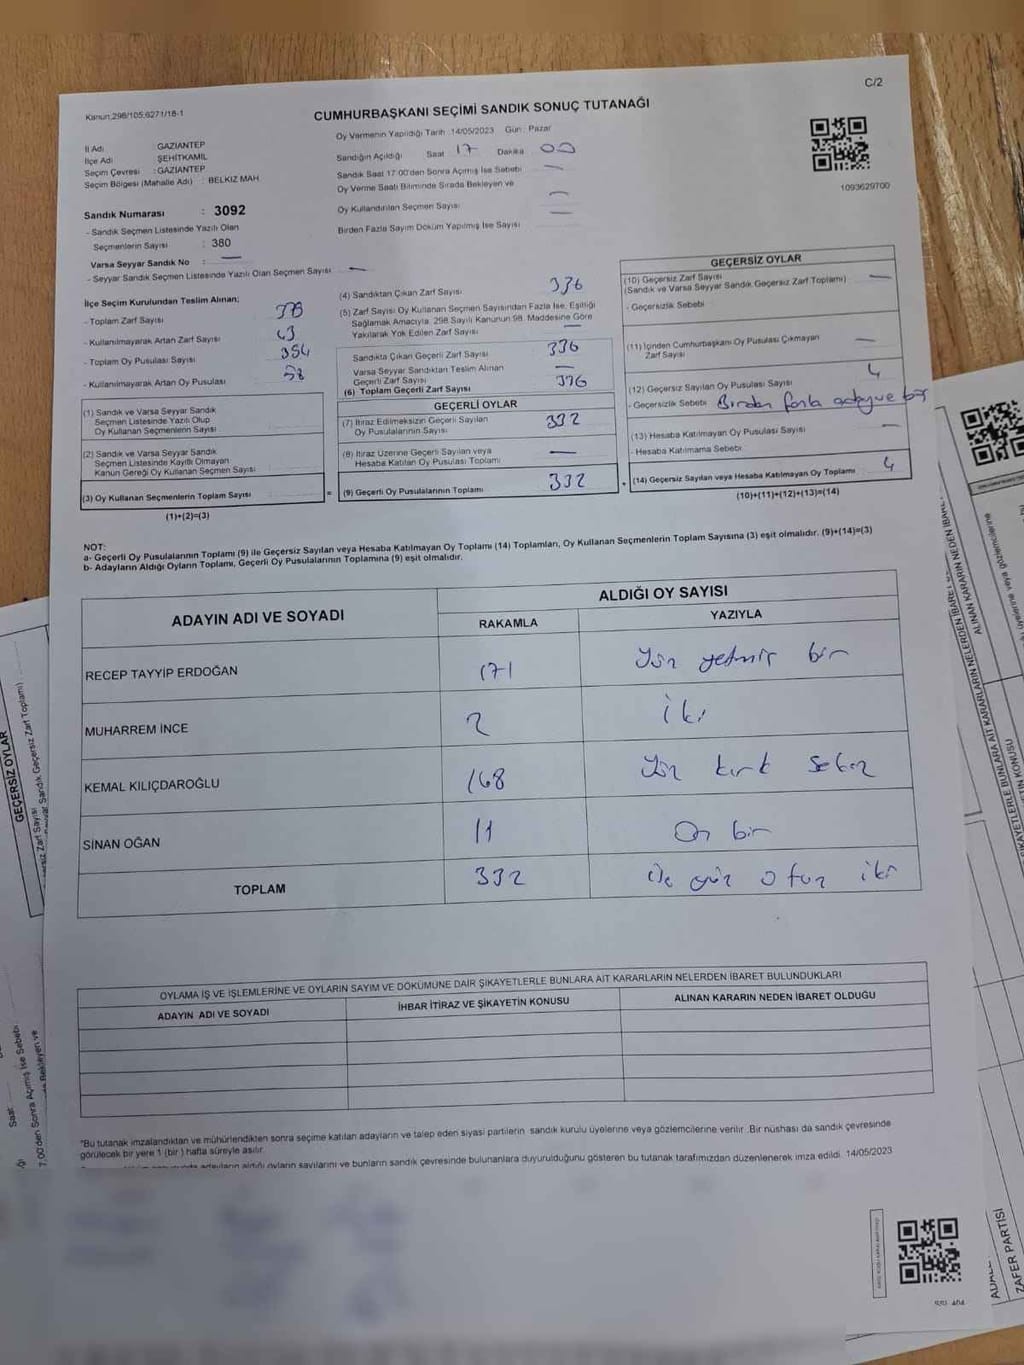 C/2
Kanun,298/105;6271/18-1
CUMHURBAŞKANI SEÇİMİ SANDIK SONUÇ TUTANAĞI
İl Adı GAZİANTEP
İlçe Adı ŞEHİTKAMİL
Seçim Çevresi : GAZİANTEP
Seçim Bölgesi (Mahalle Adı) : BELKIZ MAH.
Oy Vermenin Yapıldığı Tarih :14/05/2023 Gün : Pazar
Sandığın Açıldığı Saat 17 Dakika 00
Sandık Saat 17:00'den Sonra Açılmış İse Sebebi —
Oy Verme Saati Bitiminde Sırada Bekleyen ve
Oy Kullandırılan Seçmen Sayısı —
Birden Fazla Sayım Döküm Yapılmış İse Sayısı —
1093629700
Sandık Numarası : 3092
- Sandık Seçmen Listesinde Yazılı Olan
Seçmenlerin Sayısı : 380
Varsa Seyyar Sandık No : —
- Seyyar Sandık Seçmen Listesinde Yazılı Olan Seçmen Sayısı —
İlçe Seçim Kurulundan Teslim Alınan;
- Toplam Zarf Sayısı
- Kullanılmayarak Artan Zarf Sayısı 43
- Toplam Oy Pusulası Sayısı
- Kullanılmayarak Artan Oy Pusulası 58
(1) Sandık ve Varsa Seyyar Sandık
Seçmen Listesinde Yazılı Olup
Oy Kullanan Seçmenlerin Sayısı
(2) Sandık ve Varsa Seyyar Sandık
Seçmen Listesinde Kayıtlı Olmayan
Kanun Gereği Oy Kullanan Seçmen Sayısı
(3) Oy Kullanan Seçmenlerin Toplam Sayısı
(1)+(2)=(3)
(4) Sandıktan Çıkan Zarf Sayısı 336
(5) Zarf Sayısı Oy Kullanan Seçmen Sayısından Fazla İse, Eşitliği
Sağlamak Amacıyla, 298 Sayılı Kanunun 98. Maddesine Göre
Yakılarak Yok Edilen Zarf Sayısı —
Sandıkta Çıkan Geçerli Zarf Sayısı 336
Varsa Seyyar Sandıktan Teslim Alınan
Geçerli Zarf Sayısı —
(6) Toplam Geçerli Zarf Sayısı 336
GEÇERLİ OYLAR
(7) İtiraz Edilmeksizin Geçerli Sayılan
Oy Pusulalarının Sayısı 332
(8) İtiraz Üzerine Geçerli Sayılan veya
Hesaba Katılan Oy Pusulası Toplamı —
= (9) Geçerli Oy Pusulalarının Toplamı 332
GEÇERSİZ OYLAR
(10) Geçersiz Zarf Sayısı —
(Sandık ve Varsa Seyyar Sandık Geçersiz Zarf Toplamı)
- Geçersizlik Sebebi
(11) İçinden Cumhurbaşkanı Oy Pusulası Çıkmayan
Zarf Sayısı —
(12) Geçersiz Sayılan Oy Pusulası Sayısı 4
- Geçersizlik Sebebi Birden fazla
(13) Hesaba Katılmayan Oy Pusulası Sayısı —
- Hesaba Katılmama Sebebi
+ (14) Geçersiz Sayılan veya Hesaba Katılmayan Oy Toplamı 4
(10)+(11)+(12)+(13)=(14)
NOT:
a- Geçerli Oy Pusulalarının Toplamı (9) ile Geçersiz Sayılan veya Hesaba Katılmayan Oy Toplamı (14) Toplamları, Oy Kullanan Seçmenlerin Toplam Sayısına (3) eşit olmalıdır. (9)+(14)=(3)
b- Adayların Aldığı Oyların Toplamı, Geçerli Oy Pusulalarının Toplamına (9) eşit olmalıdır.
ADAYIN ADI VE SOYADI
ALDIĞI OY SAYISI
RAKAMLA YAZIYLA
RECEP TAYYİP ERDOĞAN 171 Yüz yetmiş bir
MUHARREM İNCE 2 iki
KEMAL KILIÇDAROĞLU 148 Yüz kırk sekiz
SİNAN OĞAN 11 On bir
TOPLAM 332 üç yüz otuz iki
OYLAMA İŞ VE İŞLEMLERİNE VE OYLARIN SAYIM VE DÖKÜMÜNE DAİR ŞİKAYETLERLE BUNLARA AİT KARARLARIN NELERDEN İBARET BULUNDUKLARI
ADAYIN ADI VE SOYADI İHBAR İTİRAZ VE ŞİKAYETİN KONUSU ALINAN KARARIN NEDEN İBARET OLDUĞU
*Bu tutanak imzalandıktan ve mühürlendikten sonra seçime katılan adayların ve talep eden siyasi partilerin sandık kurulu üyelerine veya gözlemcilerine verilir .Bir nüshası da sandık çevresinde
görülecek bir yere 1 (bir ) hafta süreyle asılır.
adayların aldığı oyların sayılarını ve bunların sandık çevresinde bulunanlara duyurulduğunu gösteren bu tutanak tarafımızdan düzenlenerek imza edildi. 14/05/2023
GEÇERSİZ OYLAR
Zarf Sayısı
Seyyar Sandık Geçersiz Zarf Toplamı)
Saat:
7:00'den Sonra Açılmış İse Sebebi
Bekleyen ve
ALINAN KARARIN NEDEN İBARET
ŞİKAYETLERLE BUNLARA AİT KARARLARIN NELERDEN İBARET
ZAFER PARTİSİ